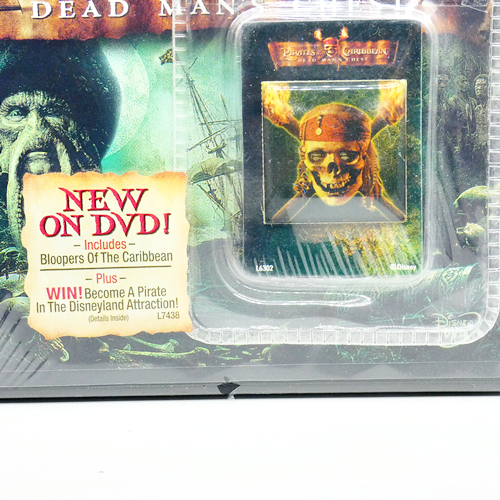 DEAD MAN'S CHEST
PIRATES of the CARIBBEAN
DEAD MAN'S CHEST
L6302
©Disney
NEW
ON DVD!
– Includes –
Bloopers Of The Caribbean
– Plus –
WIN! Become A Pirate
In The Disneyland Attraction!
(Details Inside)
L7438
DISNEY